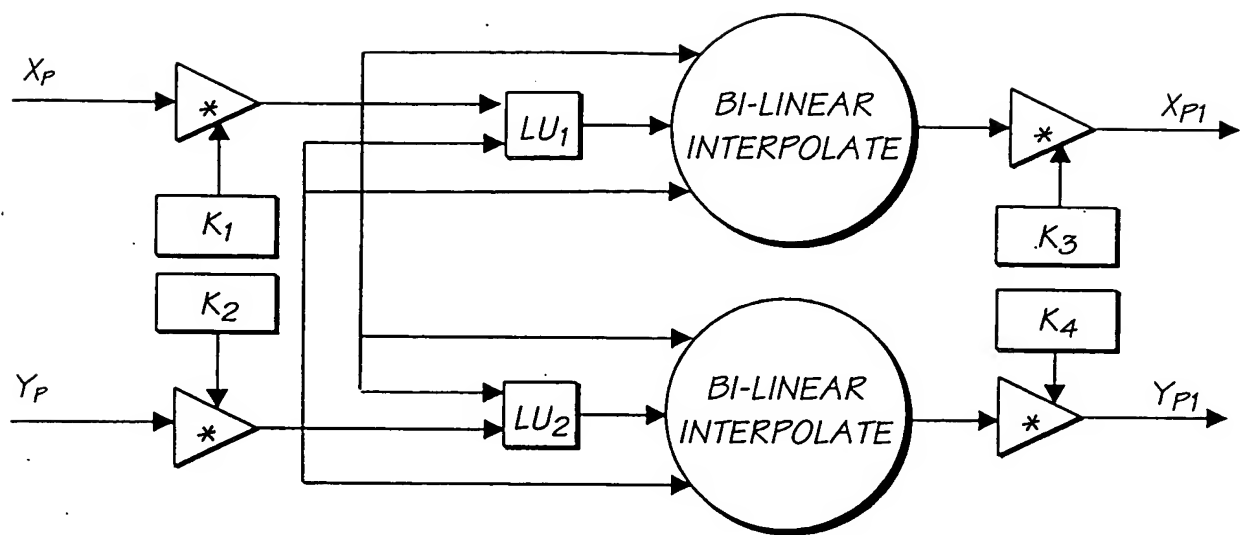 X_P
*
K_1
K_2
Y_P
*
LU_1
BI-LINEAR
INTERPOLATE
LU_2
BI-LINEAR
INTERPOLATE
*
X_P1
K_3
K_4
*
Y_P1